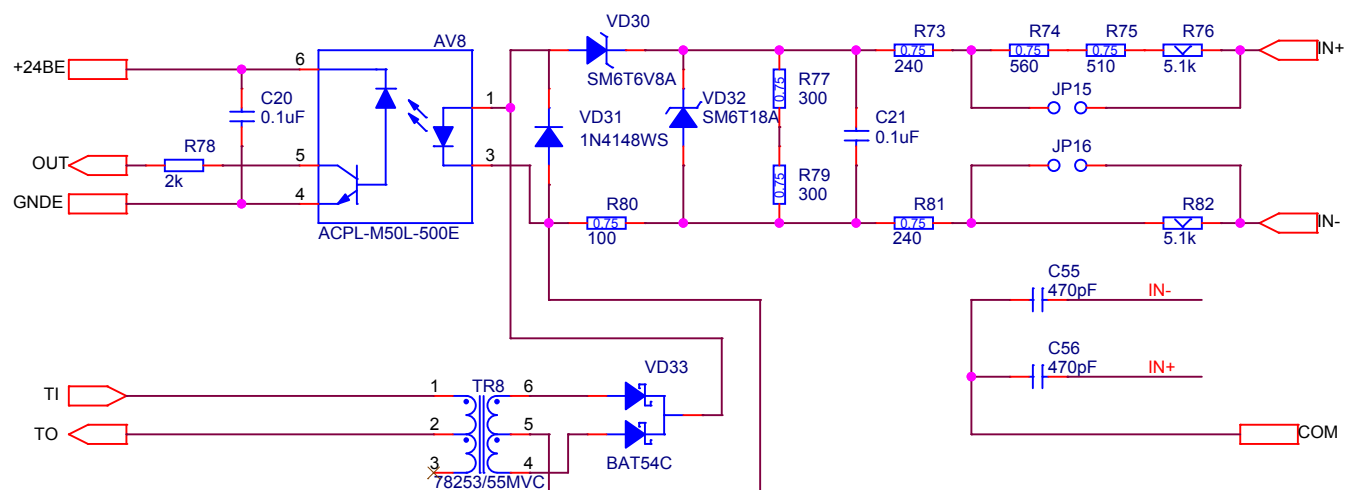 VD30
R73
R74
R75
R76
AV8
+24BE
6
0.75
0.75
0.75
IN+
240
560
510
5.1k
SM6T6V8A
R77
300
0.75
JP15
C20
0.1uF
1
VD32
SM6T18A
C21
0.1uF
VD31
1N4148WS
JP16
OUT
R78
5
3
R79
300
0.75
2k
GNDE
4
R80
R81
R82
0.75
0.75
IN-
100
240
5.1k
ACPL-M50L-500E
C55
470pF
IN-
C56
470pF
IN+
VD33
TI
1
TR8
6
TO
2
5
COM
3
4
BAT54C
78253/55MVC